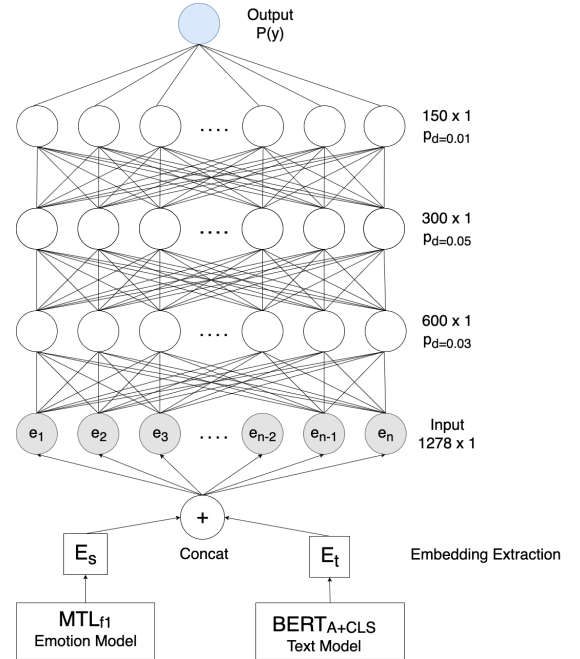 Output
P(y)
....
150 x 1
pd=0.01
....
300 x 1
pd=0.05
....
600 x 1
pd=0.03
e1 e2 e3 .... en-2 en-1 en
Input
1278 x 1
+
Concat
Es
Et
Embedding Extraction
MTLf1
Emotion Model
BERTA+CLS
Text Model